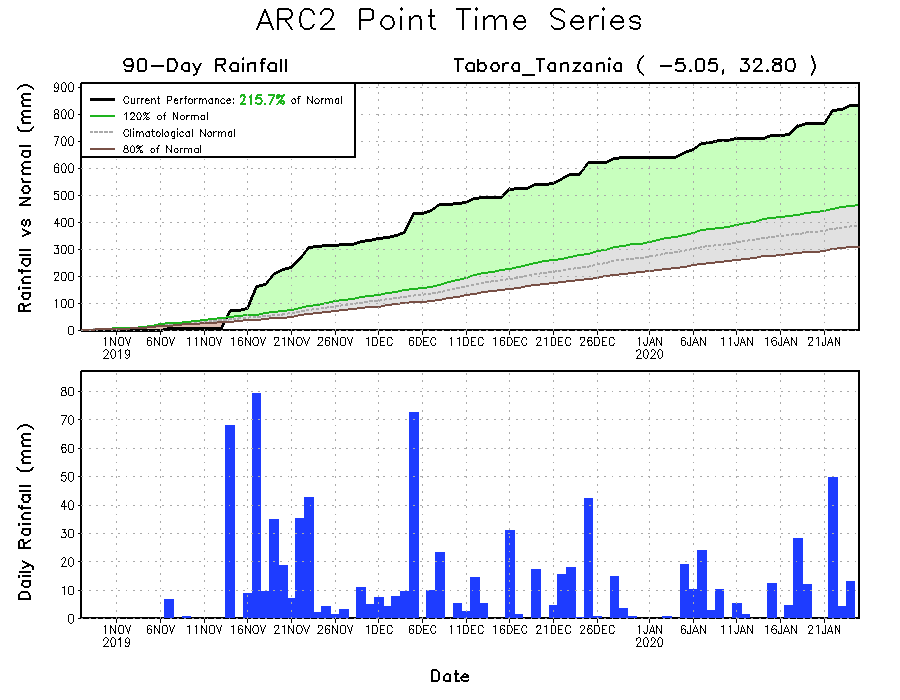 ARC2 Point Time Series
90-Day Rainfall
Tabora_Tanzania ( -5.05, 32.80 )
Rainfall vs Normal (mm)
900
800
700
600
500
400
300
200
100
0
Current Performance: 215.7% of Normal
120% of Normal
Climatological Normal
80% of Normal
1NOV 6NOV 11NOV 16NOV 21NOV 26NOV 1DEC 6DEC 11DEC 16DEC 21DEC 26DEC 1JAN 6JAN 11JAN 16JAN 21JAN
2019 2020
Daily Rainfall (mm)
80
70
60
50
40
30
20
10
0
1NOV 6NOV 11NOV 16NOV 21NOV 26NOV 1DEC 6DEC 11DEC 16DEC 21DEC 26DEC 1JAN 6JAN 11JAN 16JAN 21JAN
2019 2020
Date